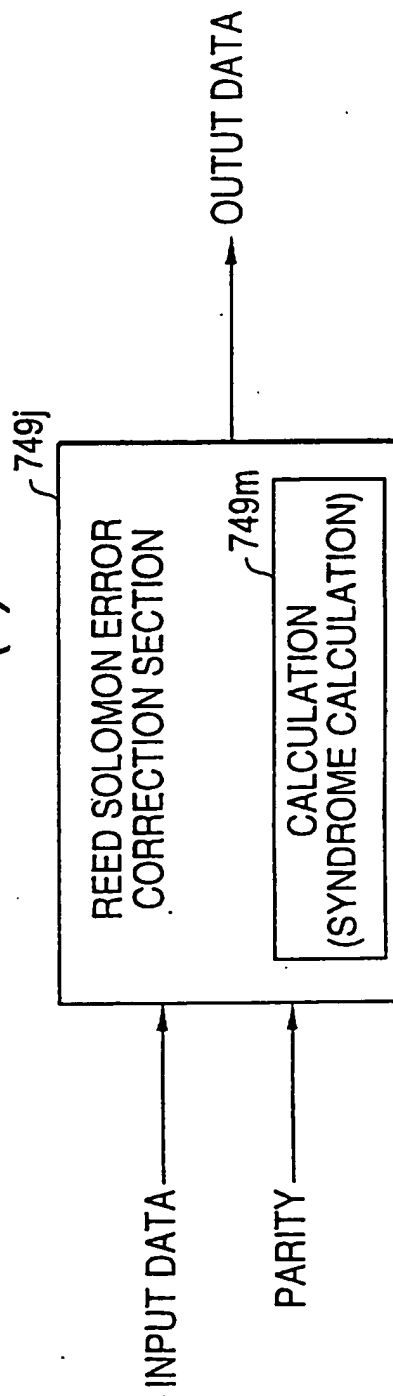 749j
REED SOLOMON ERROR
CORRECTION SECTION
749m
CALCULATION
(SYNDROME CALCULATION)
INPUT DATA
PARITY
OUTUT DATA